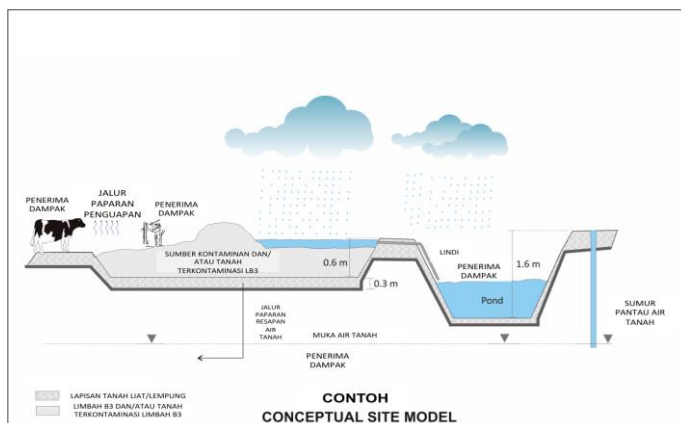 PENERIMA
DAMPAK
JALUR
PAPARAN
PENGUAPAN
PENERIMA
DAMPAK
SUMBER KONTAMINAN DAN/
ATAU TANAH
TERKONTAMINASI LB3
0.6 m
0.3 m
LINDI
PENERIMA
DAMPAK
1.6 m
Pond
SUMUR
PANTAU AIR
TANAH
JALUR
PAPARAN
RESAPAN
AIR
TANAH
MUKA AIR TANAH
PENERIMA
DAMPAK
LAPISAN TANAH LIAT/LEMPUNG
LIMBAH B3 DAN/ATAU TANAH
TERKONTAMINASI LIMBAH B3
CONTOH
CONCEPTUAL SITE MODEL